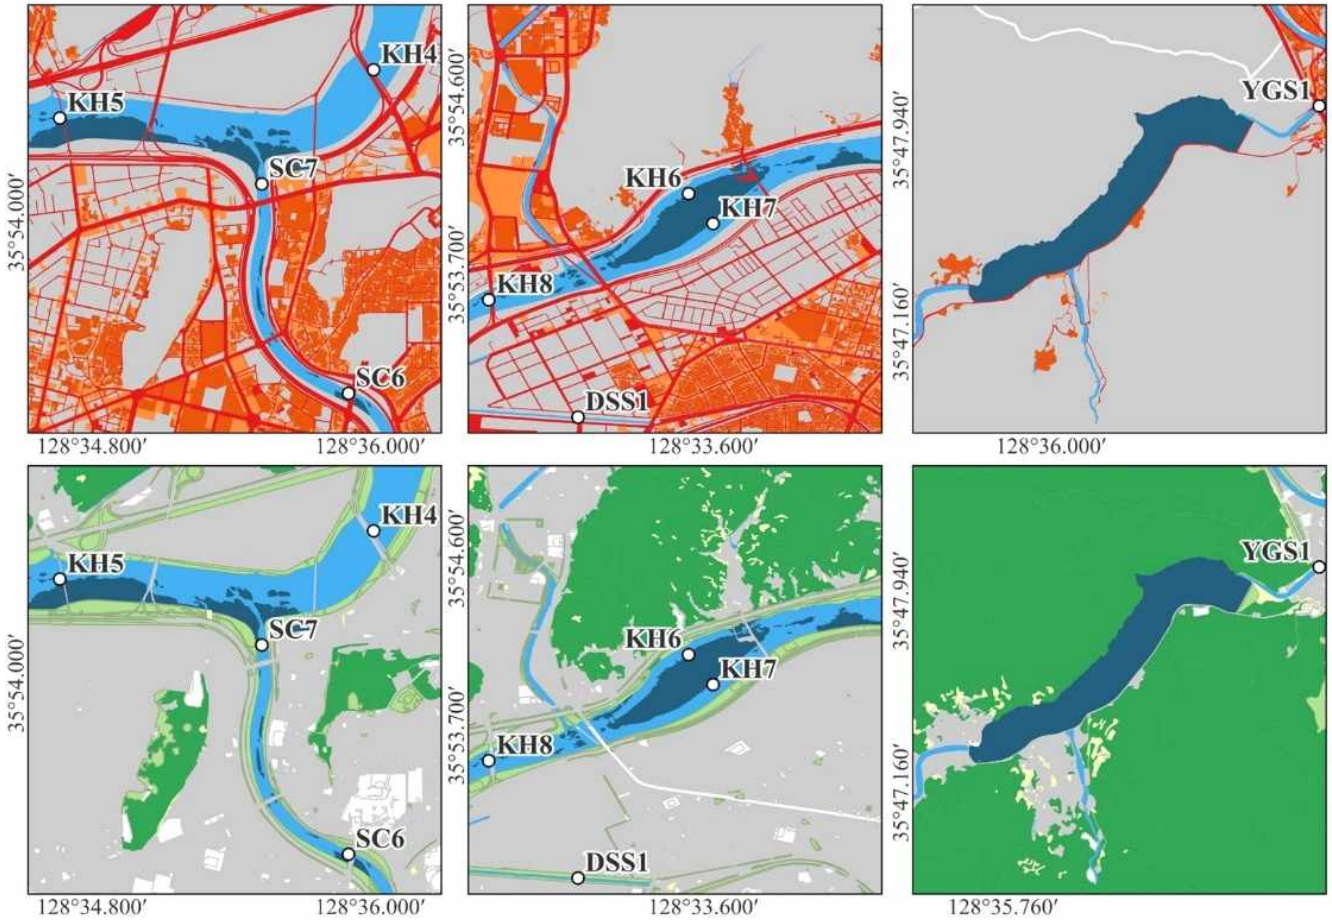 KH4
KH5
SC7
SC6
35°54.000′
128°34.800′
128°36.000′
KH6
KH7
KH8
DSS1
35°54.600′
35°53.700′
128°33.600′
YGS1
35°47.940′
35°47.160′
128°36.000′
KH4
KH5
SC7
SC6
35°54.000′
128°34.800′
128°36.000′
KH6
KH7
KH8
DSS1
35°54.600′
35°53.700′
128°33.600′
YGS1
35°47.940′
35°47.160′
128°35.760′